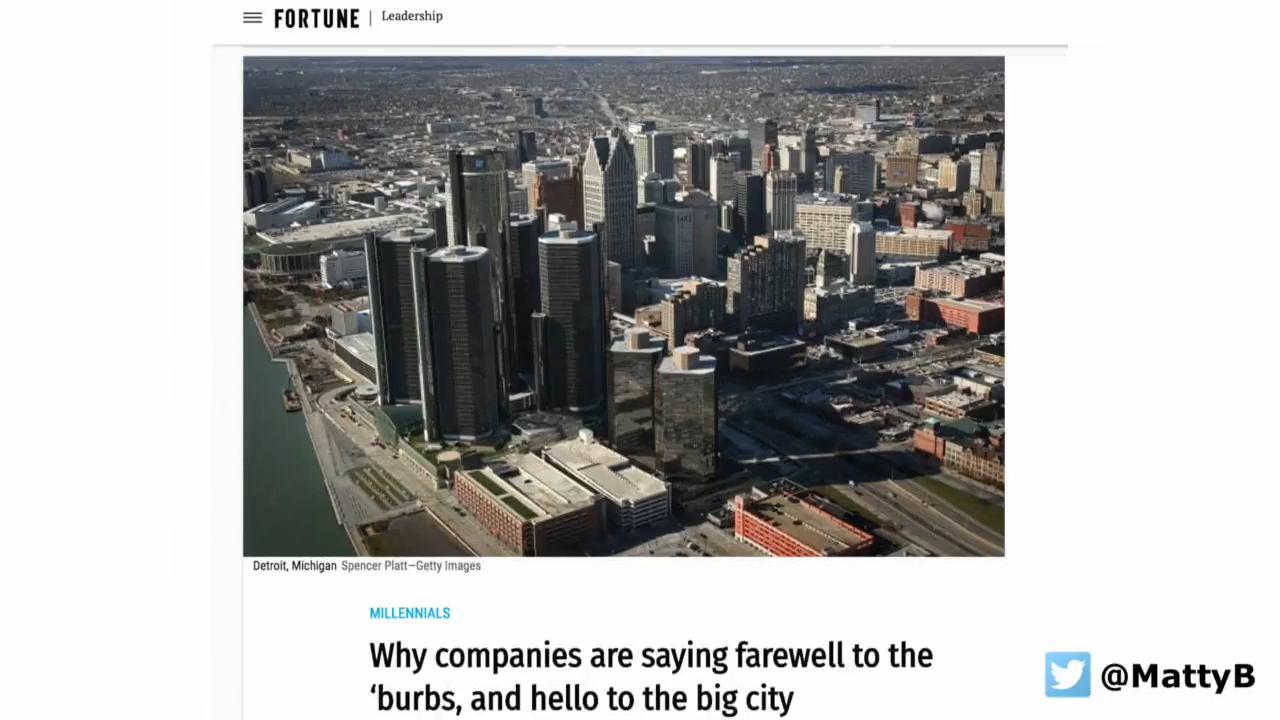 FORTUNE | Leadership
Detroit, Michigan Spencer Platt—Getty Images
MILLENNIALS
Why companies are saying farewell to the
‘burbs, and hello to the big city
@MattyB